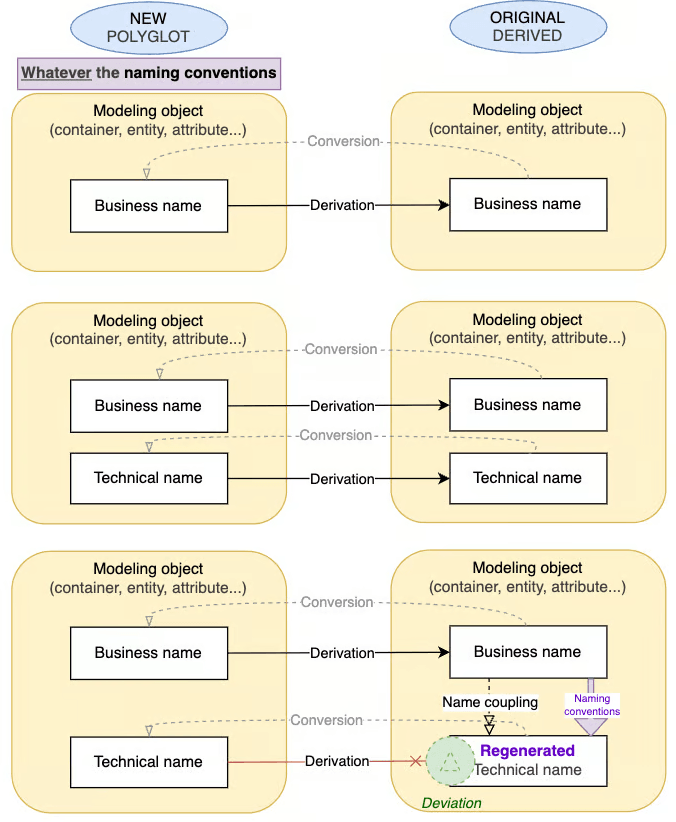 NEW
POLYGLOT
ORIGINAL
DERIVED
Whatever the naming conventions
Modeling object
(container, entity, attribute...)
Modeling object
(container, entity, attribute...)
Conversion
Business name
Derivation
Business name
Modeling object
(container, entity, attribute...)
Modeling object
(container, entity, attribute...)
Conversion
Business name
Derivation
Business name
Conversion
Technical name
Derivation
Technical name
Modeling object
(container, entity, attribute...)
Modeling object
(container, entity, attribute...)
Conversion
Business name
Derivation
Business name
Name coupling
Naming
conventions
Conversion
Technical name
Derivation
Regenerated
Technical name
Deviation